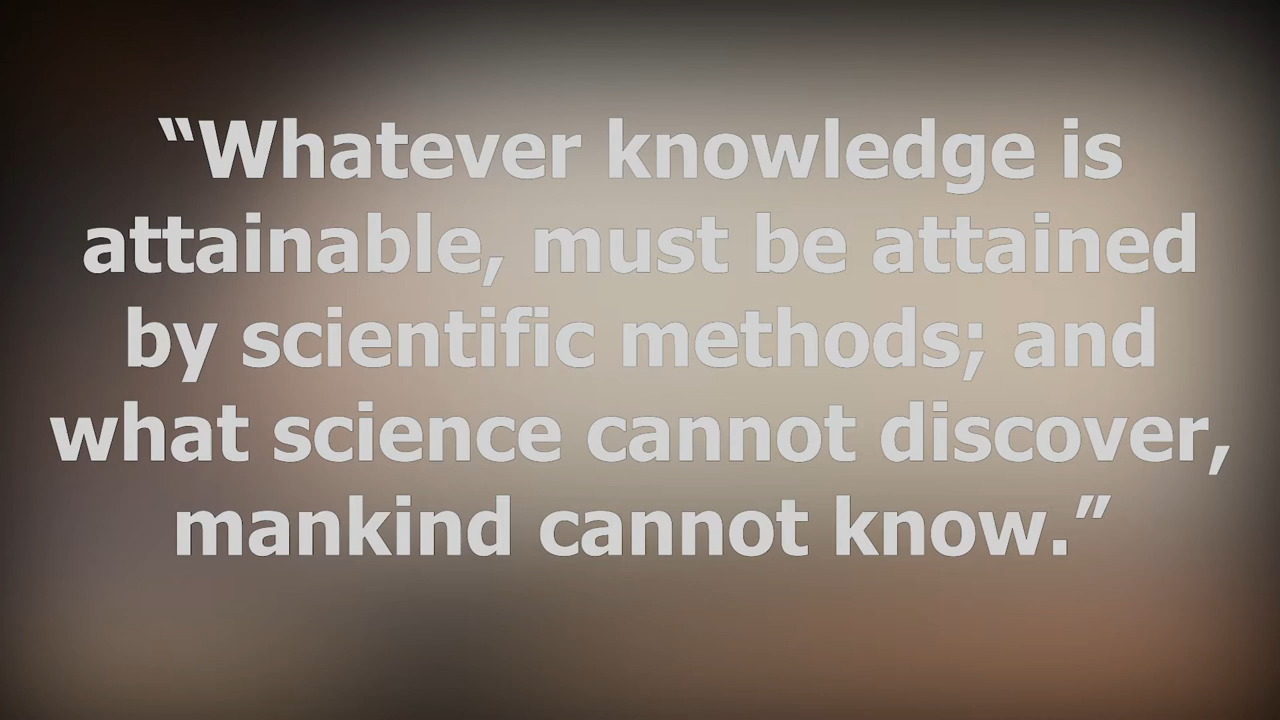 “Whatever knowledge is
attainable, must be attained
by scientific methods; and
what science cannot discover,
mankind cannot know.”